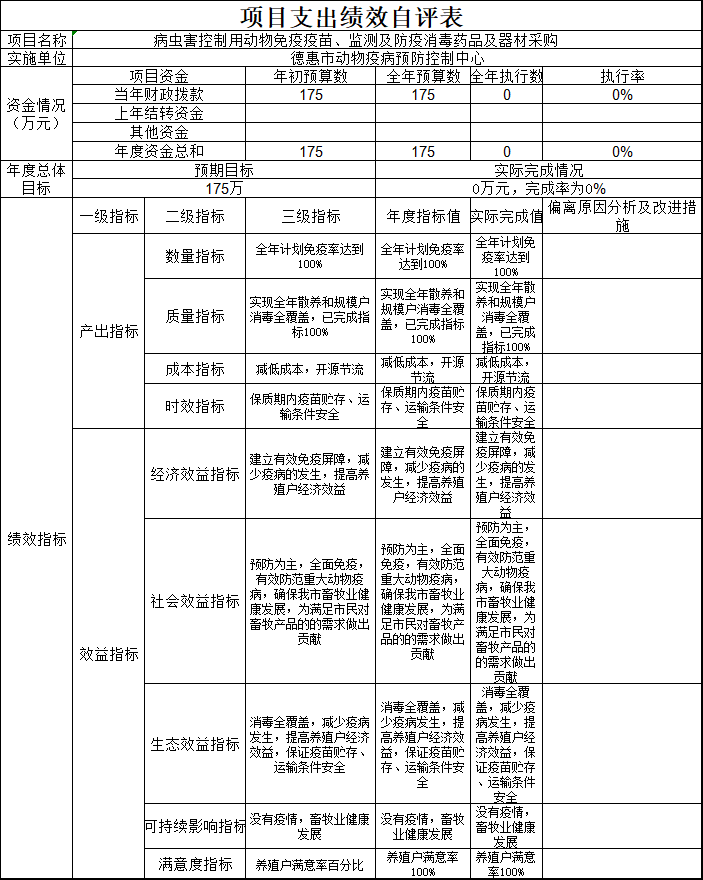 项目支出绩效自评表
项目名称 病虫害控制用动物免疫疫苗、监测及防疫消毒药品及器材采购
实施单位 德惠市动物疫病预防控制中心
资金情况
（万元）
项目资金 年初预算数 全年预算数 全年执行数 执行率
当年财政拨款 175 175 0 0%
上年结转资金
其他资金
年度资金总和 175 175 0 0%
年度总体
目标
预期目标 实际完成情况
175万 0万元，完成率为0%
绩效指标
一级指标 二级指标 三级指标 年度指标值 实际完成值
偏离原因分析及改进措
施
产出指标
数量指标
全年计划免疫率达到
100%
全年计划免疫率
达到100%
全年计划免
疫率达到
100%
质量指标
实现全年散养和规模户
消毒全覆盖，已完成指
标100%
实现全年散养和
规模户消毒全覆
盖，已完成指标
100%
实现全年散
养和规模户
消毒全覆
盖，已完成
指标100%
成本指标
减低成本，开源节流
减低成本，开源
节流
减低成本，
开源节流
时效指标
保质期内疫苗贮存、运
输条件安全
保质期内疫苗贮
存、运输条件安
全
保质期内疫
苗贮存、运
输条件安全
效益指标
经济效益指标
建立有效免疫屏障，减
少疫病的发生，提高养
殖户经济效益
建立有效免疫屏
障，减少疫病的
发生，提高养殖
户经济效益
建立有效免
疫屏障，减
少疫病的发
生，提高养
殖户经济效
益
社会效益指标
预防为主，全面免疫，
有效防范重大动物疫
病，确保我市畜牧业健
康发展，为满足市民对
畜牧产品的的需求做出
贡献
预防为主，全面
免疫，有效防范
重大动物疫病，
确保我市畜牧业
健康发展，为满
足市民对畜牧产
品的的需求做出
贡献
预防为主，
全面免疫，
有效防范重
大动物疫
病，确保我
市畜牧业健
康发展，为
满足市民对
畜牧产品的
的需求做出
贡献
生态效益指标
消毒全覆盖，减少疫病
发生，提高养殖户经济
效益，保证疫苗贮存、
运输条件安全
消毒全覆盖，减
少疫病发生，提
高养殖户经济效
益，保证疫苗贮
存、运输条件安
全
消毒全覆
盖，减少疫
病发生，提
高养殖户经
济效益，保
证疫苗贮存
、运输条件
安全
可持续影响指标
没有疫情，畜牧业健康
发展
没有疫情，畜牧
业健康发展
没有疫情，
畜牧业健康
发展
满意度指标
养殖户满意率百分比
养殖户满意率
100%
养殖户满意
率100%